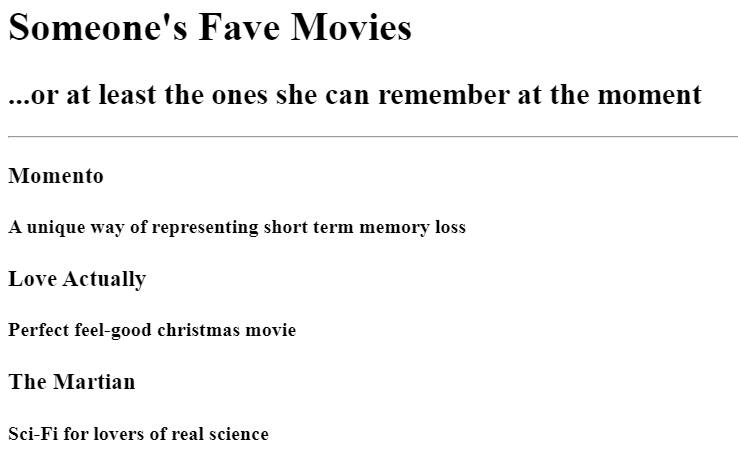 Someone's Fave Movies
...or at least the ones she can remember at the moment
Momento
A unique way of representing short term memory loss
Love Actually
Perfect feel-good christmas movie
The Martian
Sci-Fi for lovers of real science